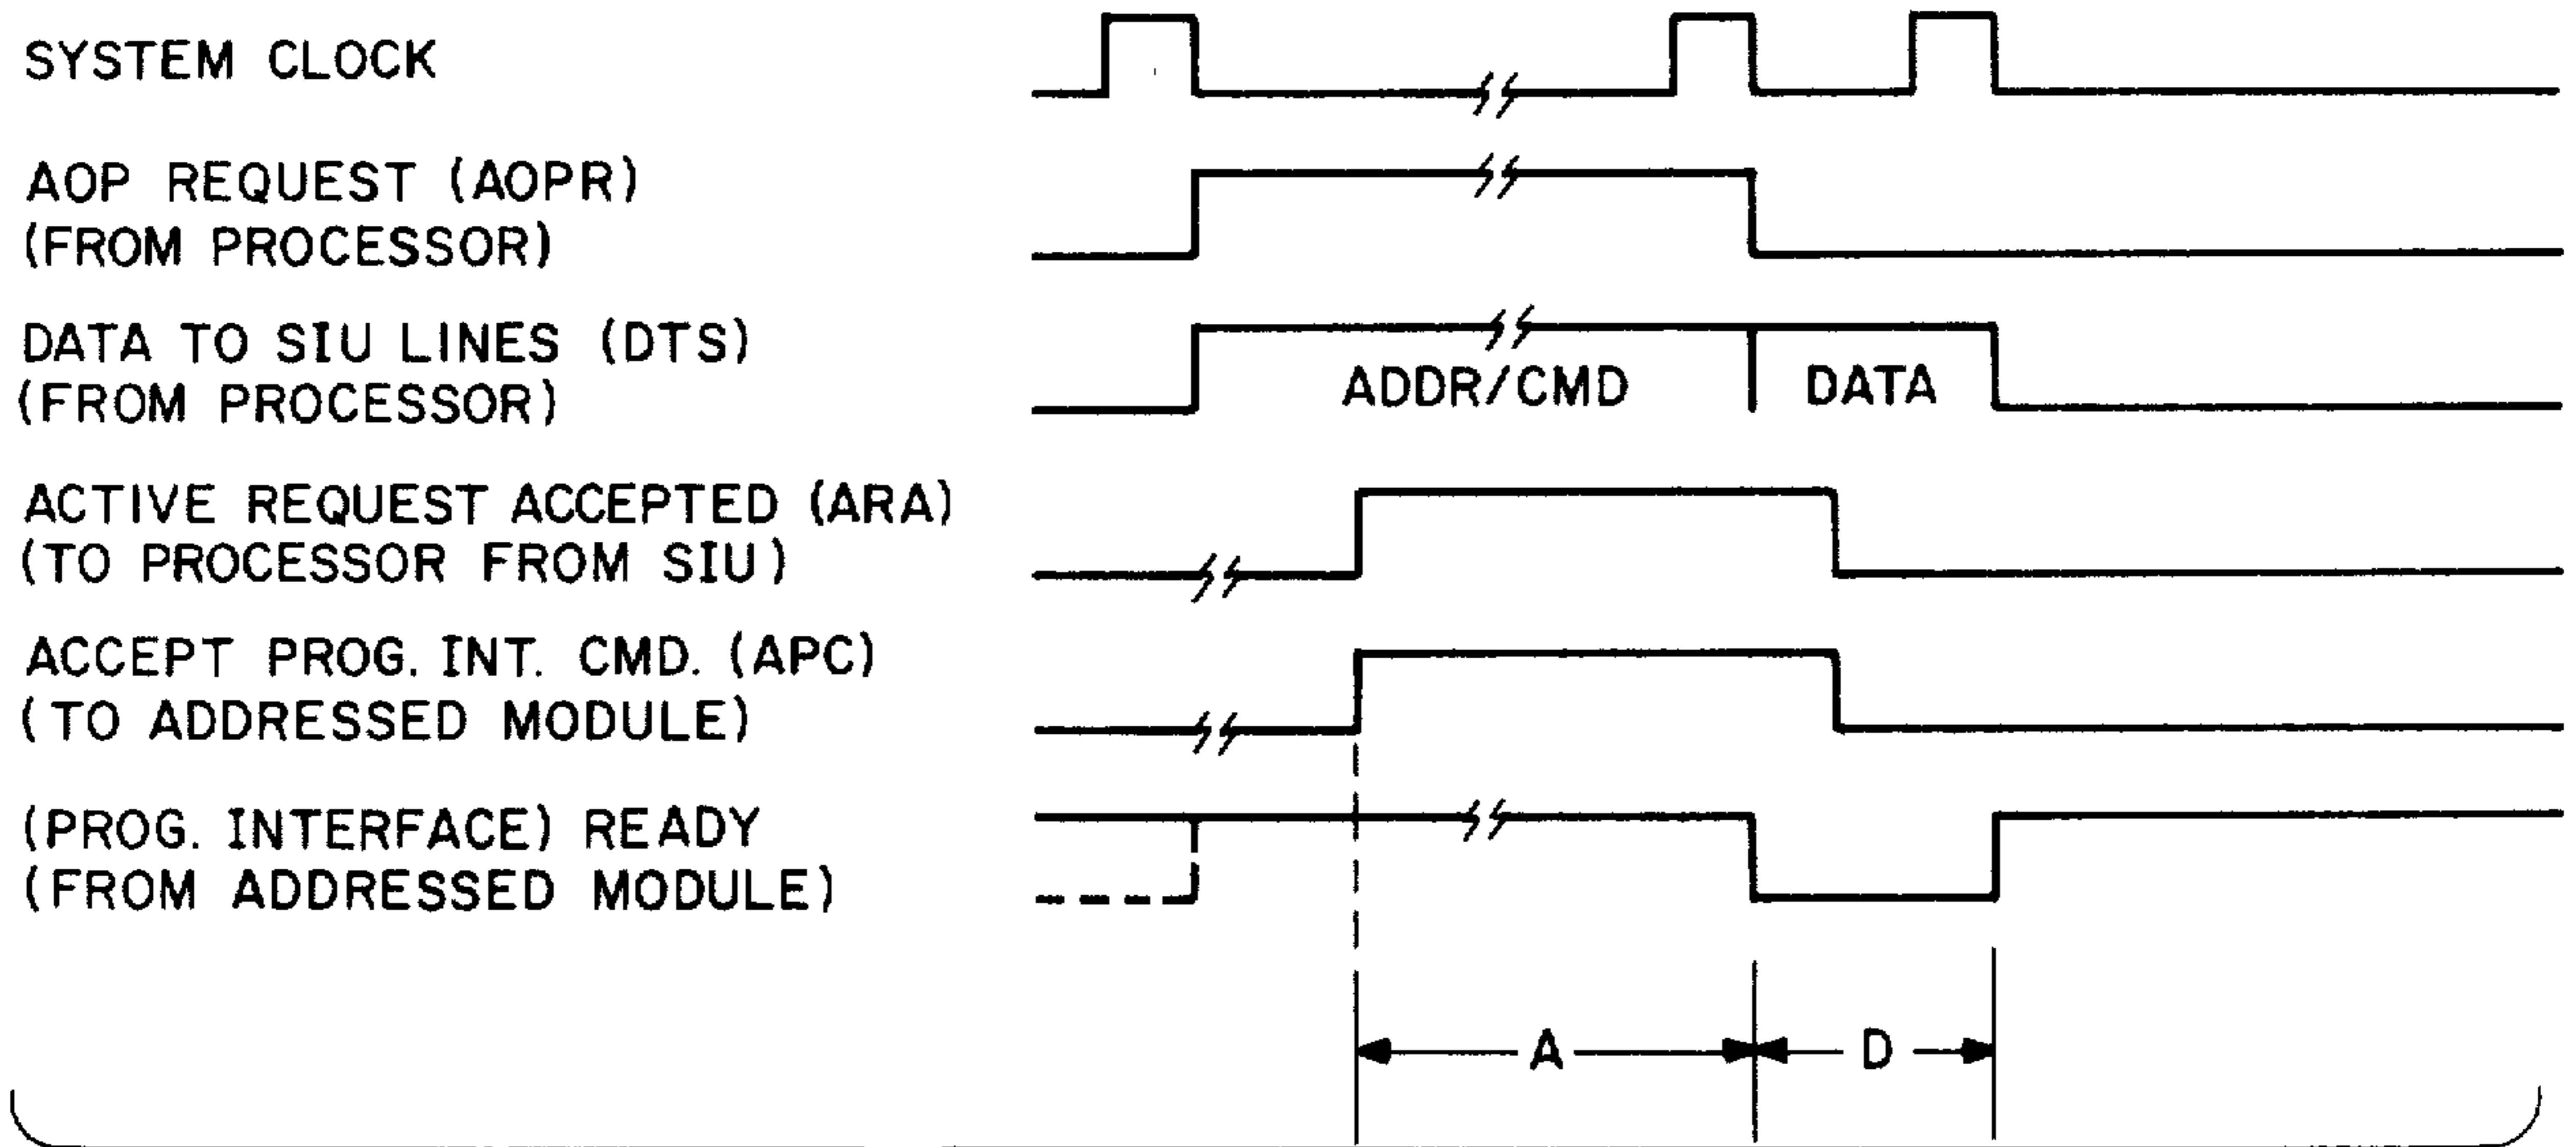 SYSTEM CLOCK
AOP REQUEST (AOPR)
(FROM PROCESSOR)
DATA TO SIU LINES (DTS)
(FROM PROCESSOR)
ADDR/CMD
DATA
ACTIVE REQUEST ACCEPTED (ARA)
(TO PROCESSOR FROM SIU)
ACCEPT PROG. INT. CMD. (APC)
(TO ADDRESSED MODULE)
(PROG. INTERFACE) READY
(FROM ADDRESSED MODULE)
A
D